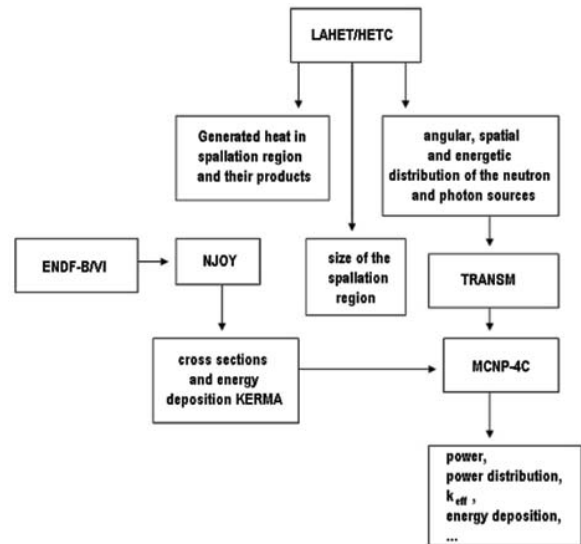 LAHET/HETC
Generated heat in
spallation region
and their products
angular, spatial
and energetic
distribution of the neutron
and photon sources
ENDF-B/VI
NJOY
size of the
spallation
region
TRANSM
cross sections
and energy
deposition KERMA
MCNP-4C
power,
power distribution,
k eff ,
energy deposition,
...